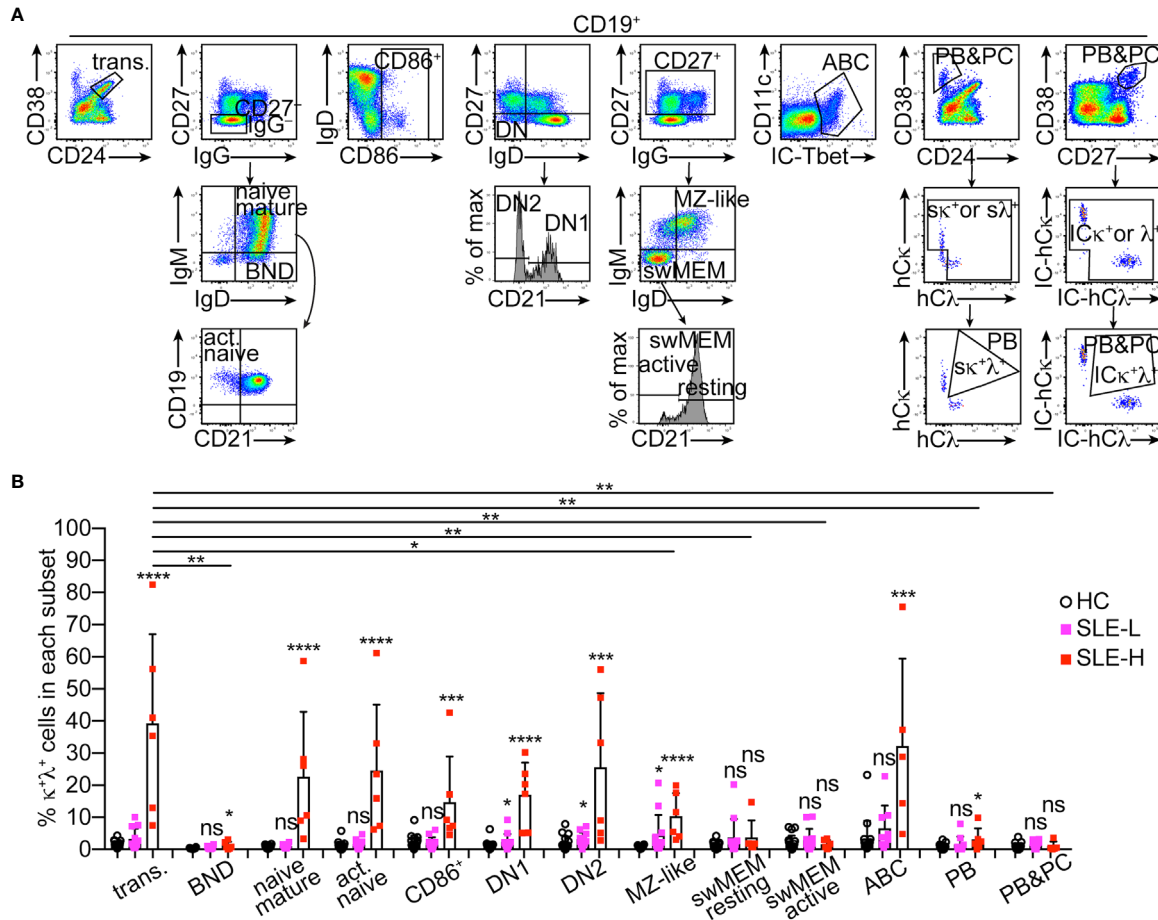 A
CD19⁺
CD38
trans.
CD24
CD27
CD27⁻
IgG⁻
IgG
IgD
CD86⁺
CD86
CD27
DN
IgD
CD27
CD27⁺
IgG
CD11c
ABC
IC-Tbet
CD38
PB&PC
CD24
CD38
PB&PC
CD27
IgM
naive
mature
BND
IgD
% of max
DN2
DN1
CD21
IgM
MZ-like
swMEM
IgD
hCκ
sκ⁺or sλ⁺
hCλ
IC-hCκ
ICκ⁺or λ⁺
IC-hCλ
CD19
act.
naive
CD21
% of max
swMEM
active
resting
CD21
hCκ
PB
sκ⁺λ⁺
hCλ
IC-hCκ
PB&PC
ICκ⁺λ⁺
IC-hCλ
B
% κ⁺λ⁺ cells in each subset
100
90
80
70
60
50
40
30
20
10
0
**
**
**
**
*
**
****
ns
*
ns
****
ns
****
ns
***
*
****
*
***
*
****
ns
ns
ns
ns
ns
***
ns
*
ns
ns
HC
SLE-L
SLE-H
trans.
BND
naive
mature
act.
naive
CD86⁺
DN1
DN2
MZ-like
swMEM
resting
swMEM
active
ABC
PB
PB&PC